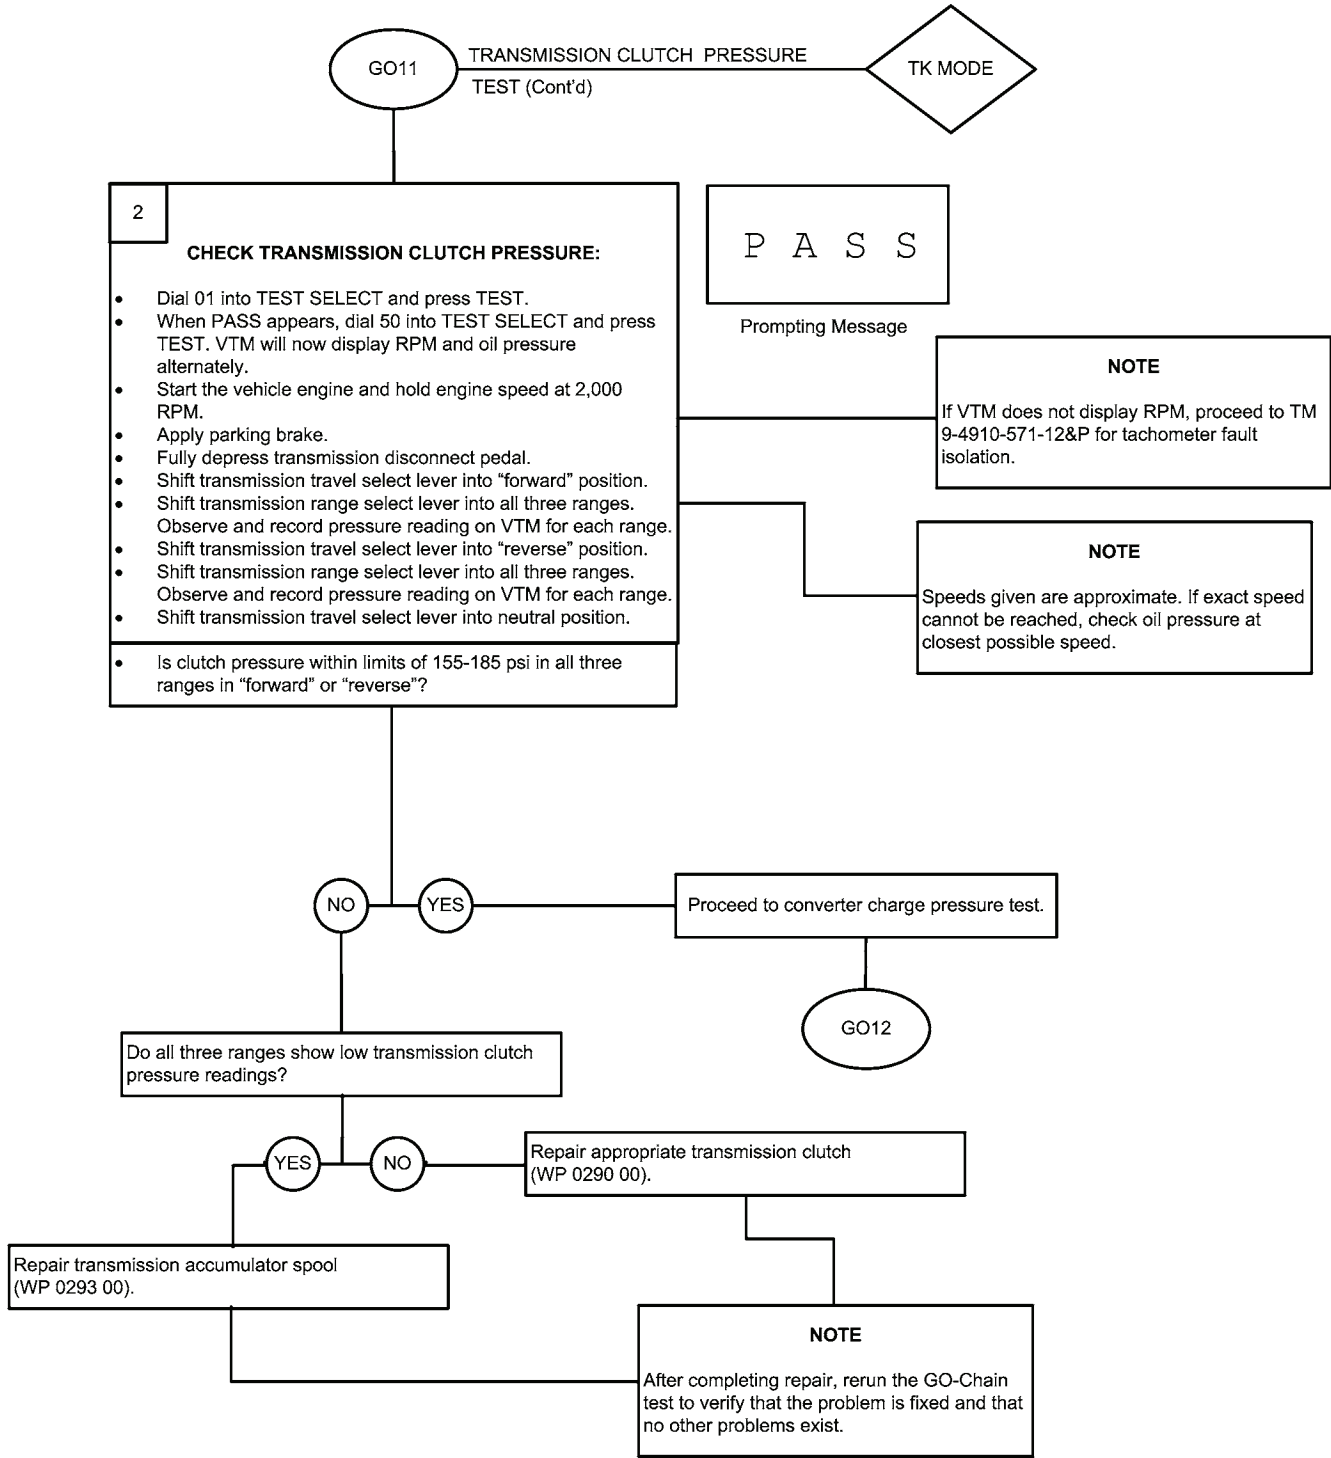 GO11
TRANSMISSION CLUTCH PRESSURE
TEST (Cont'd)
TK MODE
2
CHECK TRANSMISSION CLUTCH PRESSURE:
• Dial 01 into TEST SELECT and press TEST.
• When PASS appears, dial 50 into TEST SELECT and press
TEST. VTM will now display RPM and oil pressure
alternately.
• Start the vehicle engine and hold engine speed at 2,000
RPM.
• Apply parking brake.
• Fully depress transmission disconnect pedal.
• Shift transmission travel select lever into “forward” position.
• Shift transmission range select lever into all three ranges.
Observe and record pressure reading on VTM for each range.
• Shift transmission travel select lever into “reverse” position.
• Shift transmission range select lever into all three ranges.
Observe and record pressure reading on VTM for each range.
• Shift transmission travel select lever into neutral position.
• Is clutch pressure within limits of 155-185 psi in all three
ranges in “forward” or “reverse”?
P A S S
Prompting Message
NOTE
If VTM does not display RPM, proceed to TM
9-4910-571-12&P for tachometer fault
isolation.
NOTE
Speeds given are approximate. If exact speed
cannot be reached, check oil pressure at
closest possible speed.
NO
YES
Proceed to converter charge pressure test.
GO12
Do all three ranges show low transmission clutch
pressure readings?
YES
NO
Repair appropriate transmission clutch
(WP 0290 00).
Repair transmission accumulator spool
(WP 0293 00).
NOTE
After completing repair, rerun the GO-Chain
test to verify that the problem is fixed and that
no other problems exist.